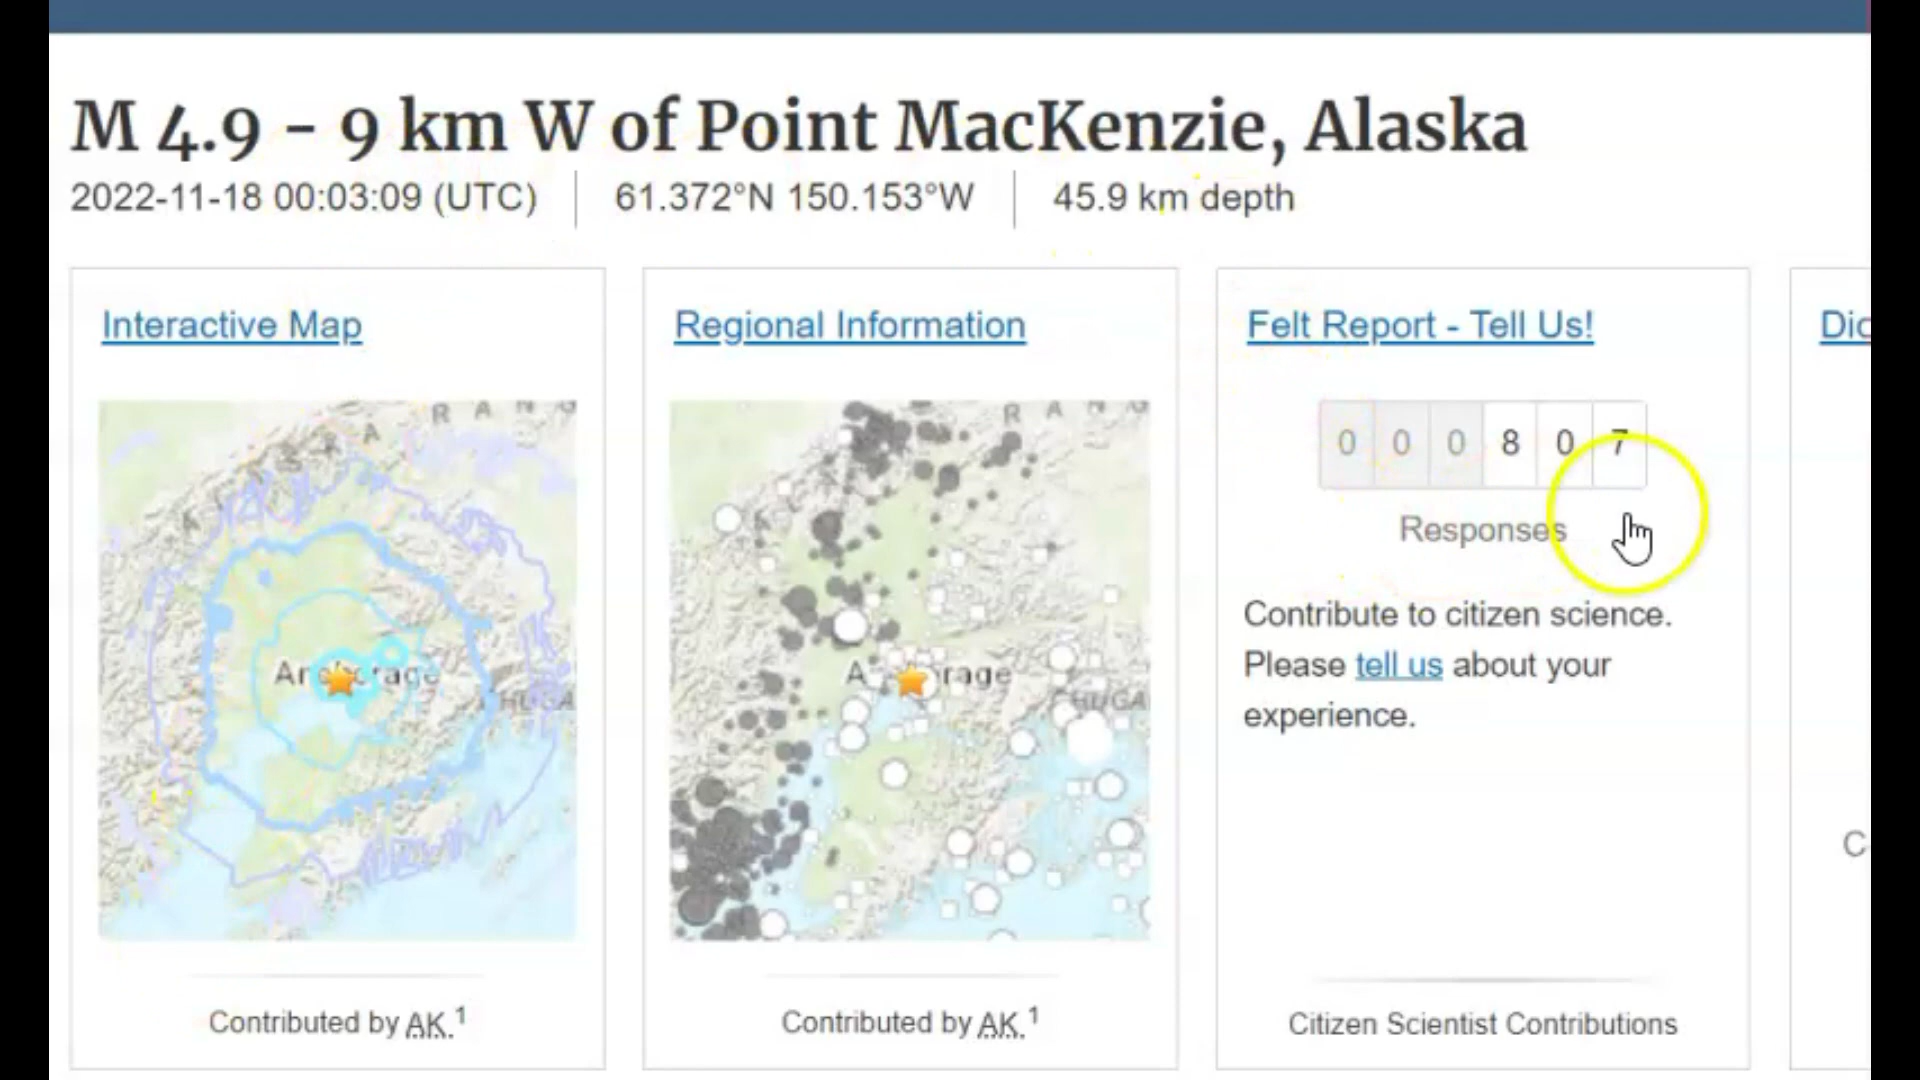 M 4.9 - 9 km W of Point MacKenzie, Alaska
2022-11-18 00:03:09 (UTC)
61.372°N 150.153°W
45.9 km depth
Interactive Map
R A N G
Anchorage
Contributed by AK.1
Regional Information
R A N G
A rage
Contributed by AK.1
Felt Report - Tell Us!
0 0 0 8 0 7
Responses
Contribute to citizen science.
Please tell us about your
experience.
Citizen Scientist Contributions